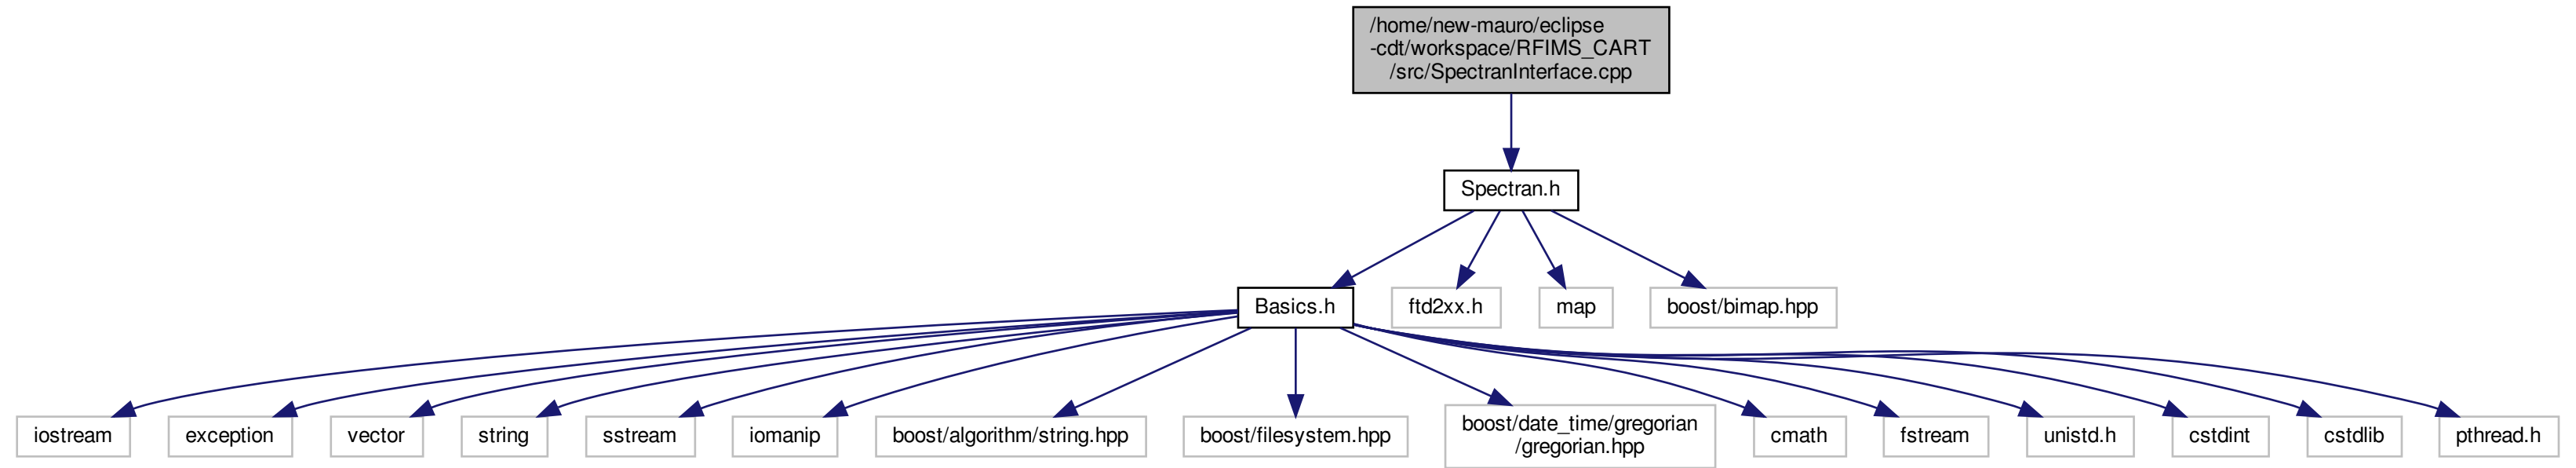 /home/new-mauro/eclipse
-cdt/workspace/RFIMS_CART
/src/SpectranInterface.cpp
Spectran.h
Basics.h
ftd2xx.h
map
boost/bimap.hpp
iostream
exception
vector
string
sstream
iomanip
boost/algorithm/string.hpp
boost/filesystem.hpp
boost/date_time/gregorian
/gregorian.hpp
cmath
fstream
unistd.h
cstdint
cstdlib
pthread.h